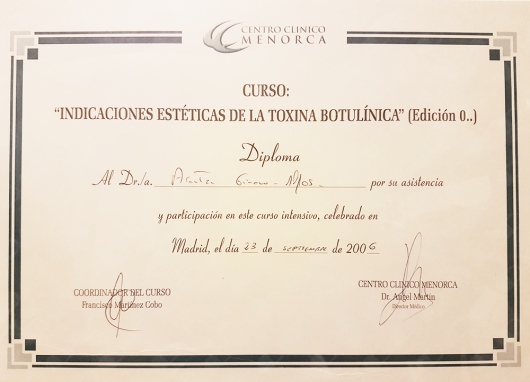 CENTRO CLINICO
MENORCA
CURSO:
"INDICACIONES ESTÉTICAS DE LA TOXINA BOTULÍNICA" (Edición 0..)
Diploma
Al Dr./a. por su asistencia
y participación en este curso intensivo, celebrado en
Madrid, el día 23 de septiembre de 2006
COORDINADOR DEL CURSO
Francisco Martínez Cobo
CENTRO CLINICO MENORCA
Dr. Angel Martín
Director Médico